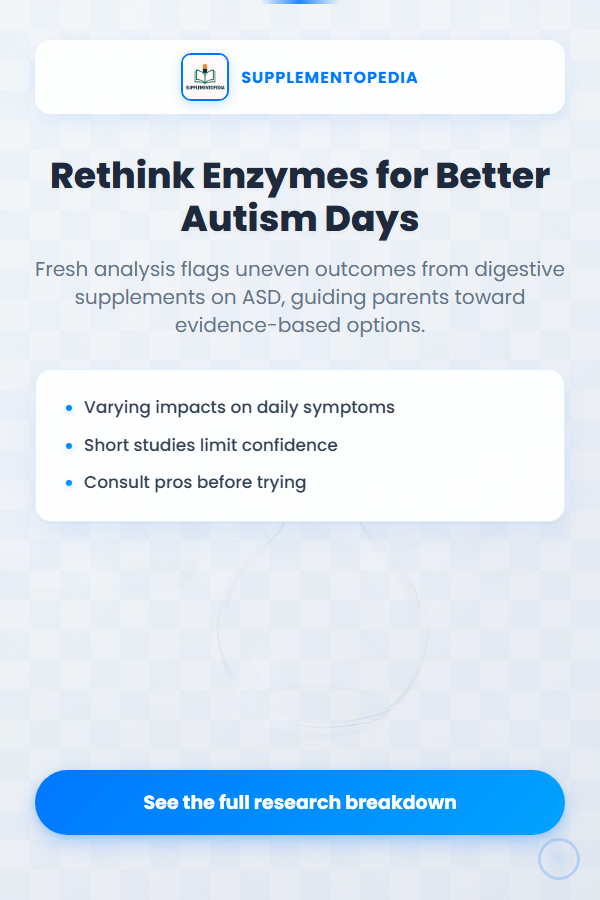 SUPPLEMENTOPEDIA
SUPPLEMENTOPEDIA
Rethink Enzymes for Better
Autism Days
Fresh analysis flags uneven outcomes from digestive
supplements on ASD, guiding parents toward
evidence-based options.
Varying impacts on daily symptoms
Short studies limit confidence
Consult pros before trying
See the full research breakdown